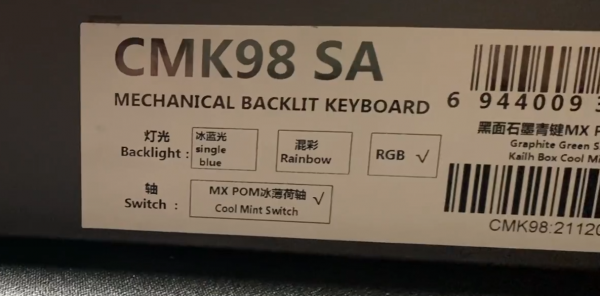 CMK98 SA
MECHANICAL BACKLIT KEYBOARD
灯光
Backlight :
冰蓝光
single
blue
混彩
Rainbow
RGB ✓
轴
Switch :
MX POM冰薄荷轴 ✓
Cool Mint Switch
6 944009
黑面石墨青键MX
Graphite Green
Kailh Box Cool
CMK98:21120